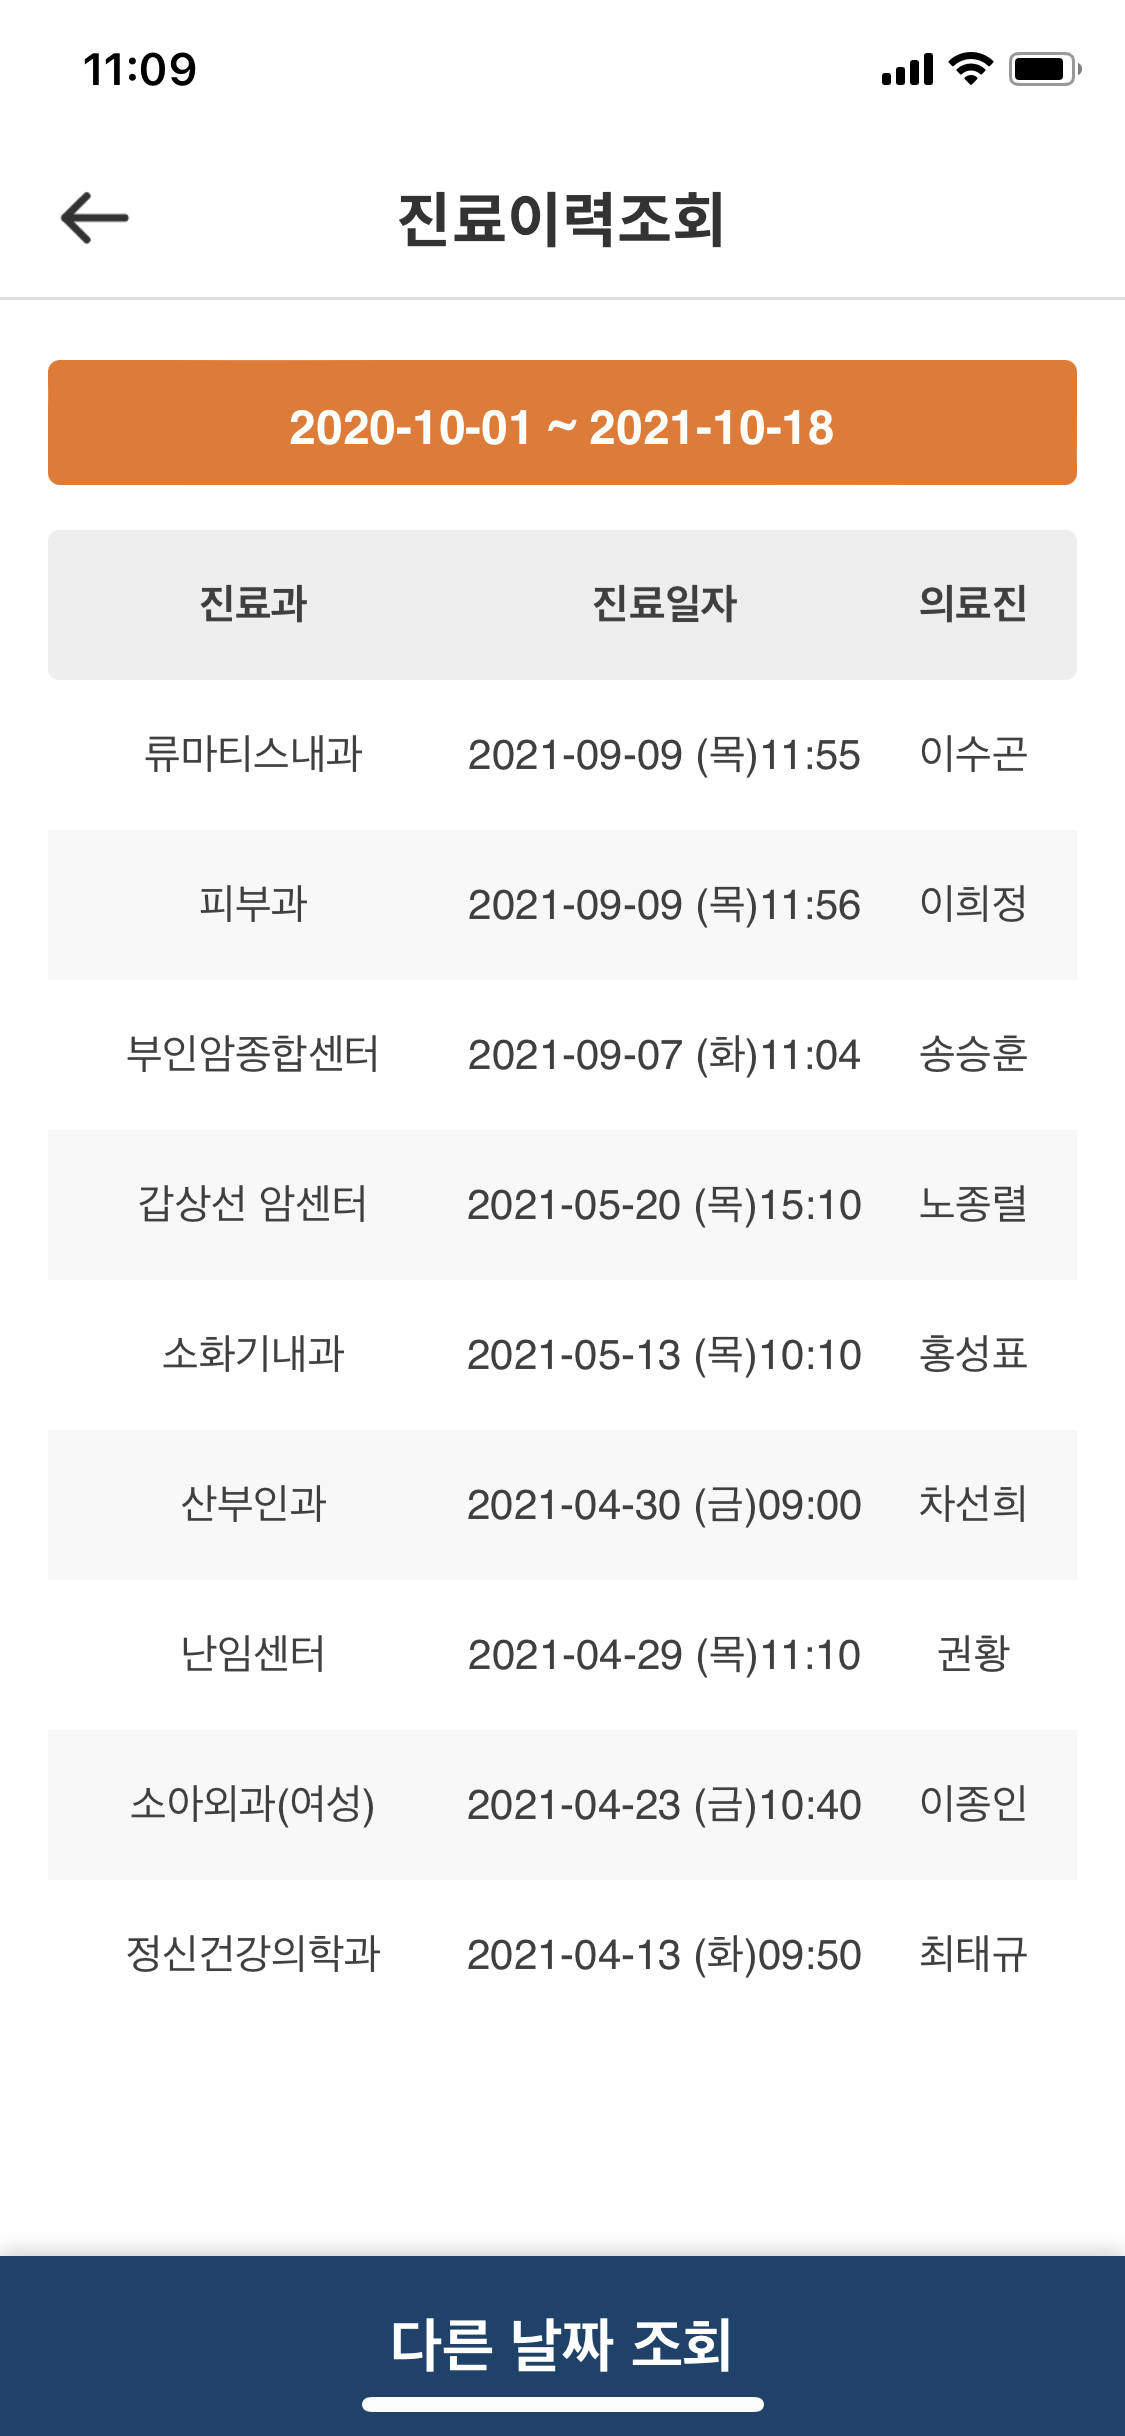 11:09
진료이력조회
2020-10-01 ~ 2021-10-18
진료과 진료일자 의료진
류마티스내과 2021-09-09 (목)11:55 이수곤
피부과 2021-09-09 (목)11:56 이희정
부인암종합센터 2021-09-07 (화)11:04 송승훈
갑상선 암센터 2021-05-20 (목)15:10 노종렬
소화기내과 2021-05-13 (목)10:10 홍성표
산부인과 2021-04-30 (금)09:00 차선희
난임센터 2021-04-29 (목)11:10 권황
소아외과(여성) 2021-04-23 (금)10:40 이종인
정신건강의학과 2021-04-13 (화)09:50 최태규
다른 날짜 조회